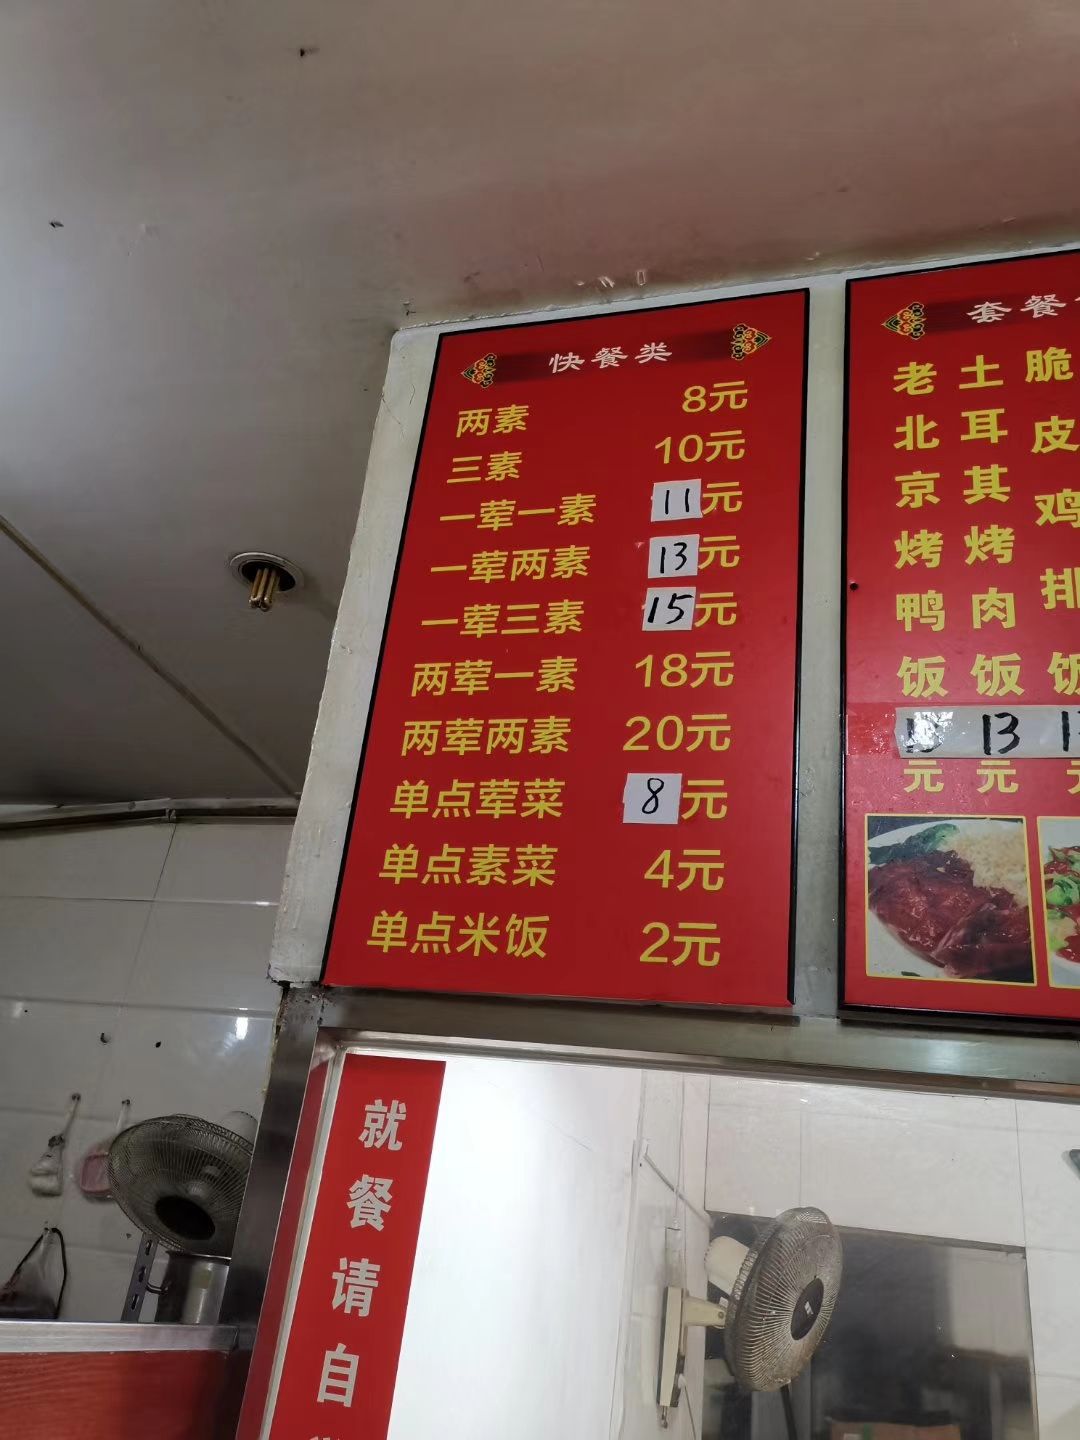 快餐类
两素 8元
三素 10元
一荤一素 11元
一荤两素 13元
一荤三素 15元
两荤一素 18元
两荤两素 20元
单点荤菜 8元
单点素菜 4元
单点米饭 2元
套餐
老北京烤鸭饭
元
土耳其烤肉饭
13
元
脆皮鸡排饭
就餐请自